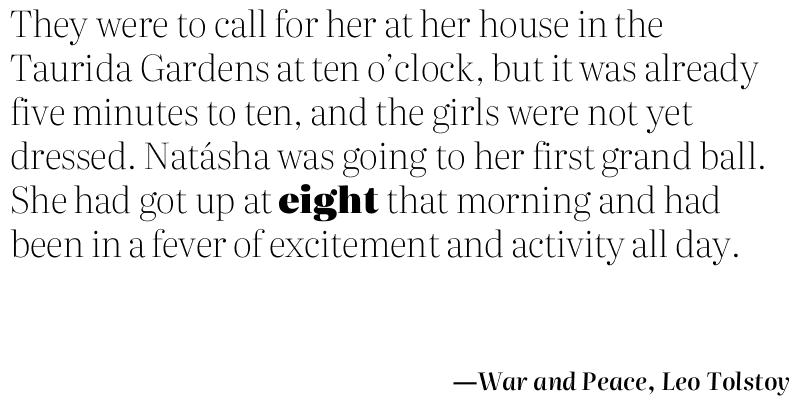 They were to call for her at her house in the
Taurida Gardens at ten o’clock, but it was already
five minutes to ten, and the girls were not yet
dressed. Natásha was going to her first grand ball.
She had got up at eight that morning and had
been in a fever of excitement and activity all day.
—War and Peace, Leo Tolstoy